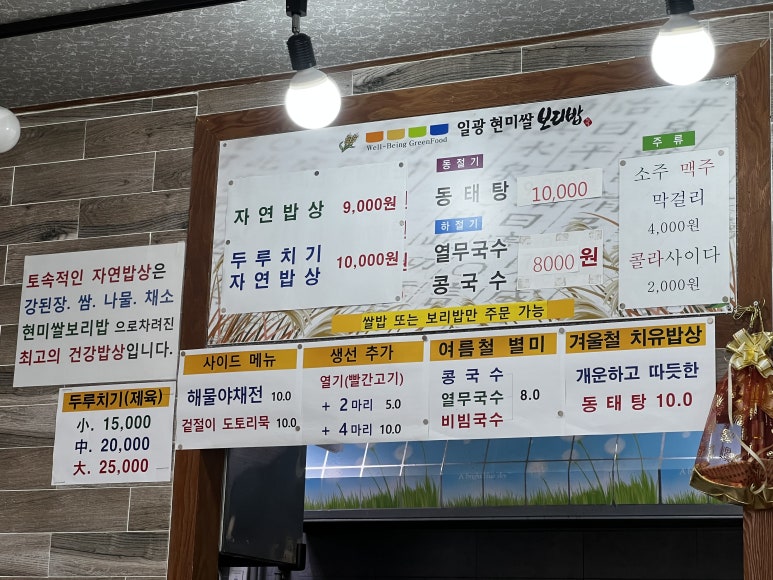 Well-Being GreenFood
일광 현미쌀 보리밥
자연밥상 9,000원
두루치기
자연밥상 10,000원
동절기
동태탕 10,000
하절기
열무국수
콩국수
8000원
주류
소주 맥주
막걸리
4,000원
콜라사이다
2,000원
쌀밥 또는 보리밥만 주문 가능
토속적인 자연밥상은
강된장. 쌈. 나물. 채소
현미쌀보리밥 으로차려진
최고의 건강밥상입니다.
두루치기(제육)
小. 15,000
中. 20,000
大. 25,000
사이드 메뉴
해물야채전 10.0
겉절이 도토리묵 10.0
생선 추가
열기(빨간고기)
+ 2마리 5.0
+ 4마리 10.0
여름철 별미
콩국수
열무국수 8.0
비빔국수
겨울철 치유밥상
개운하고 따듯한
동태탕 10.0